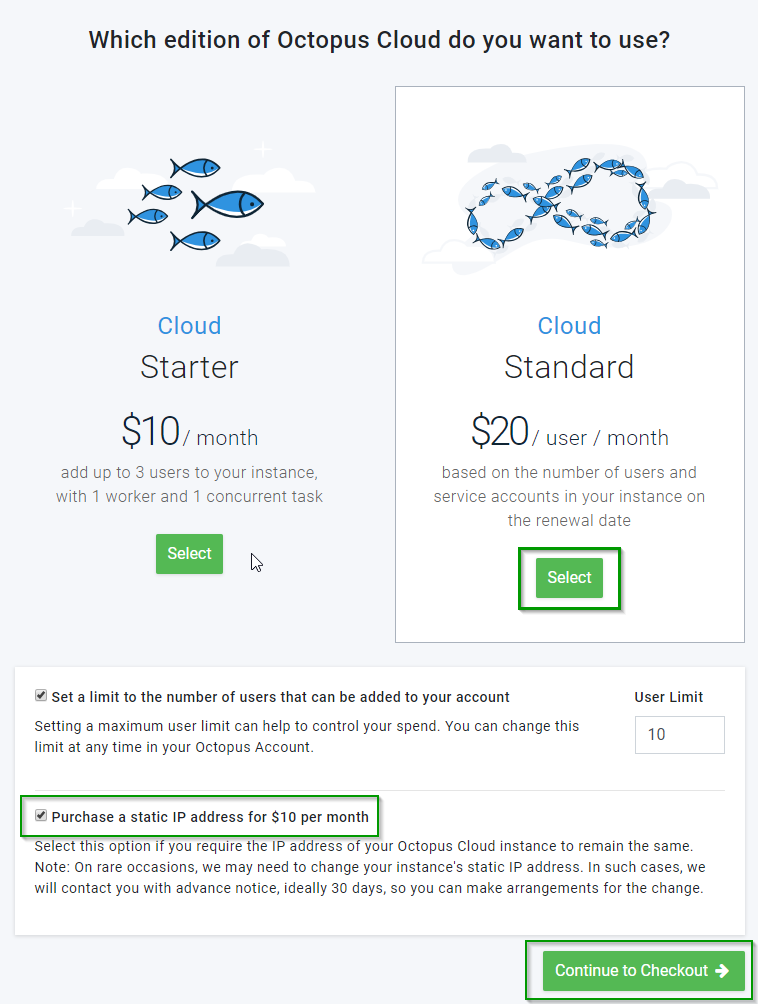 Which edition of Octopus Cloud do you want to use?
Cloud
Starter
$10 / month
add up to 3 users to your instance,
with 1 worker and 1 concurrent task
Select
Cloud
Standard
$20 / user / month
based on the number of users and
service accounts in your instance on
the renewal date
Select
Set a limit to the number of users that can be added to your account
Setting a maximum user limit can help to control your spend. You can change this
limit at any time in your Octopus Account.
User Limit
10
Purchase a static IP address for $10 per month
Select this option if you require the IP address of your Octopus Cloud instance to remain the same.
Note: On rare occasions, we may need to change your instance's static IP address. In such cases, we
will contact you with advance notice, ideally 30 days, so you can make arrangements for the change.
Continue to Checkout